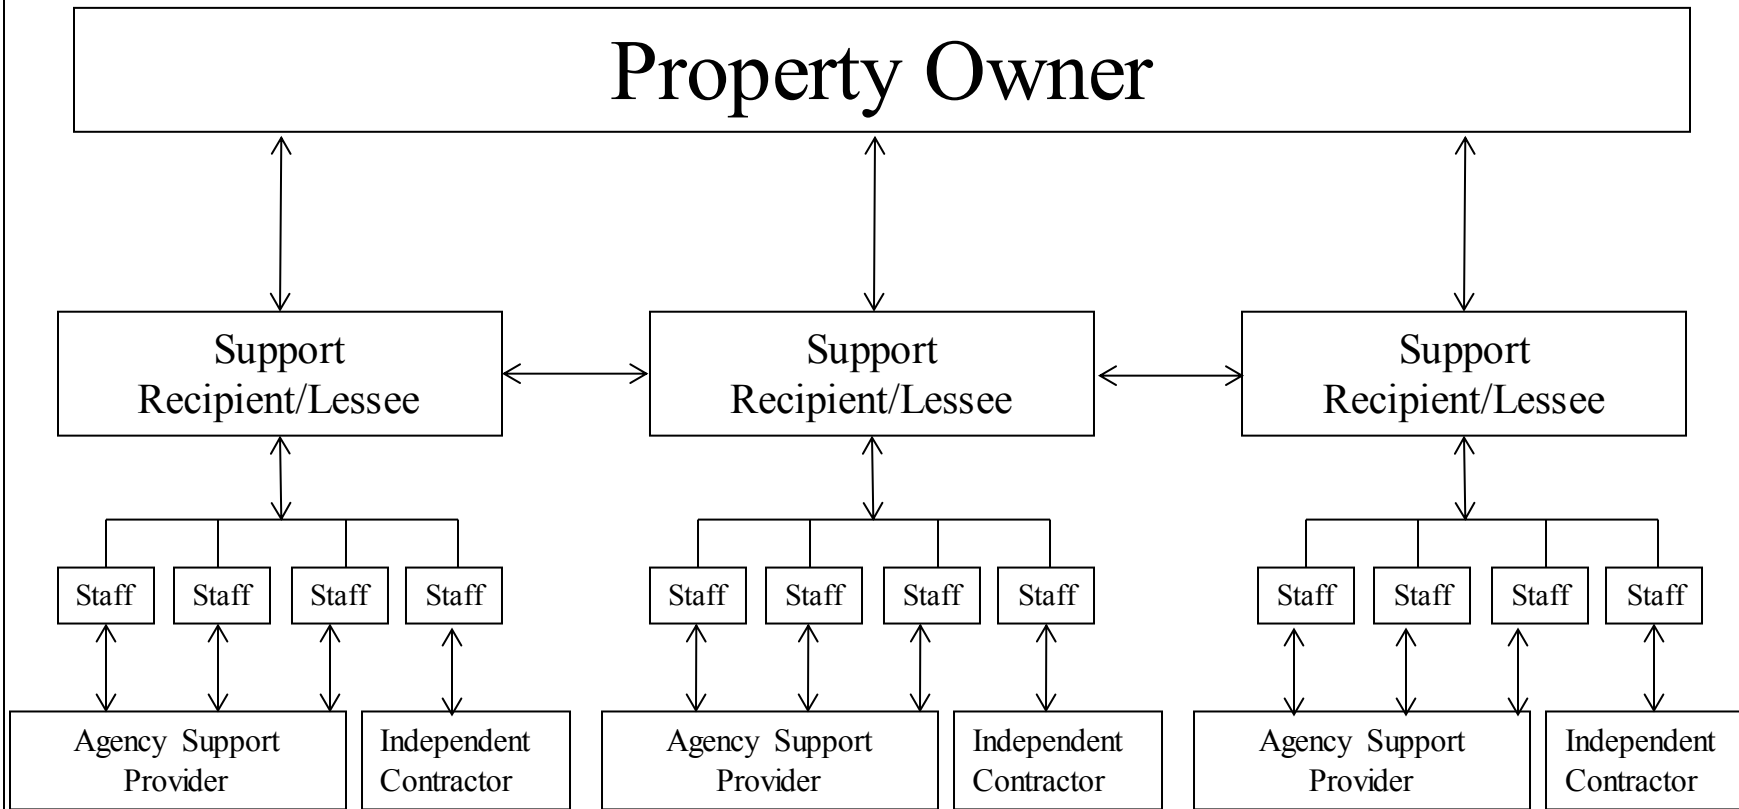 Property Owner
Support
Recipient/Lessee
Support
Recipient/Lessee
Support
Recipient/Lessee
Staff
Staff
Staff
Staff
Staff
Staff
Staff
Staff
Staff
Staff
Staff
Staff
Agency Support
Provider
Independent
Contractor
Agency Support
Provider
Independent
Contractor
Agency Support
Provider
Independent
Contractor